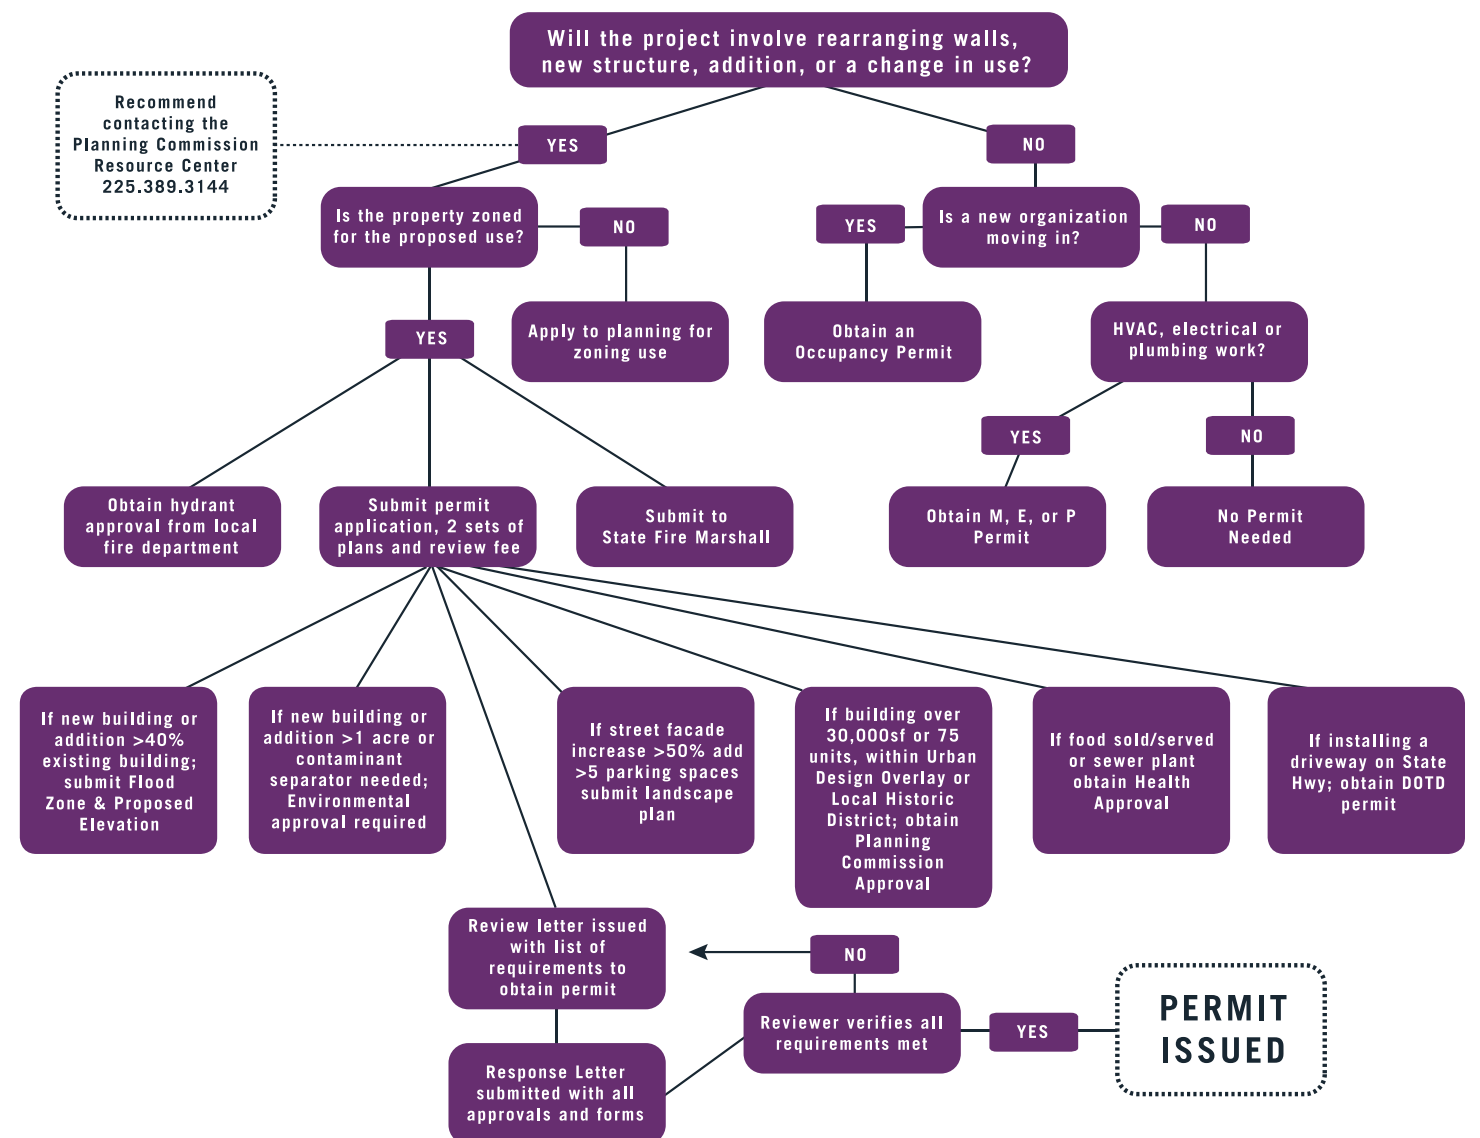 Will the project involve rearranging walls,
new structure, addition, or a change in use?
Recommend
contacting the
Planning Commission
Resource Center
225.389.3144
YES
NO
Is the property zoned
for the proposed use?
NO
YES
Is a new organization
moving in?
NO
YES
Apply to planning for
zoning use
Obtain an
Occupancy Permit
HVAC, electrical or
plumbing work?
YES
NO
Obtain hydrant
approval from local
fire department
Submit permit
application, 2 sets of
plans and review fee
Submit to
State Fire Marshall
Obtain M, E, or P
Permit
No Permit
Needed
If new building or
addition >40%
existing building;
submit Flood
Zone & Proposed
Elevation
If new building or
addition >1 acre or
contaminant
separator needed;
Environmental
approval required
If street facade
increase >50% add
>5 parking spaces
submit landscape
plan
If building over
30,000sf or 75
units, within Urban
Design Overlay or
Local Historic
District; obtain
Planning
Commission
Approval
If food sold/served
or sewer plant
obtain Health
Approval
If installing a
driveway on State
Hwy; obtain DOTD
permit
Review letter issued
with list of
requirements to
obtain permit
NO
Reviewer verifies all
requirements met
YES
PERMIT
ISSUED
Response Letter
submitted with all
approvals and forms